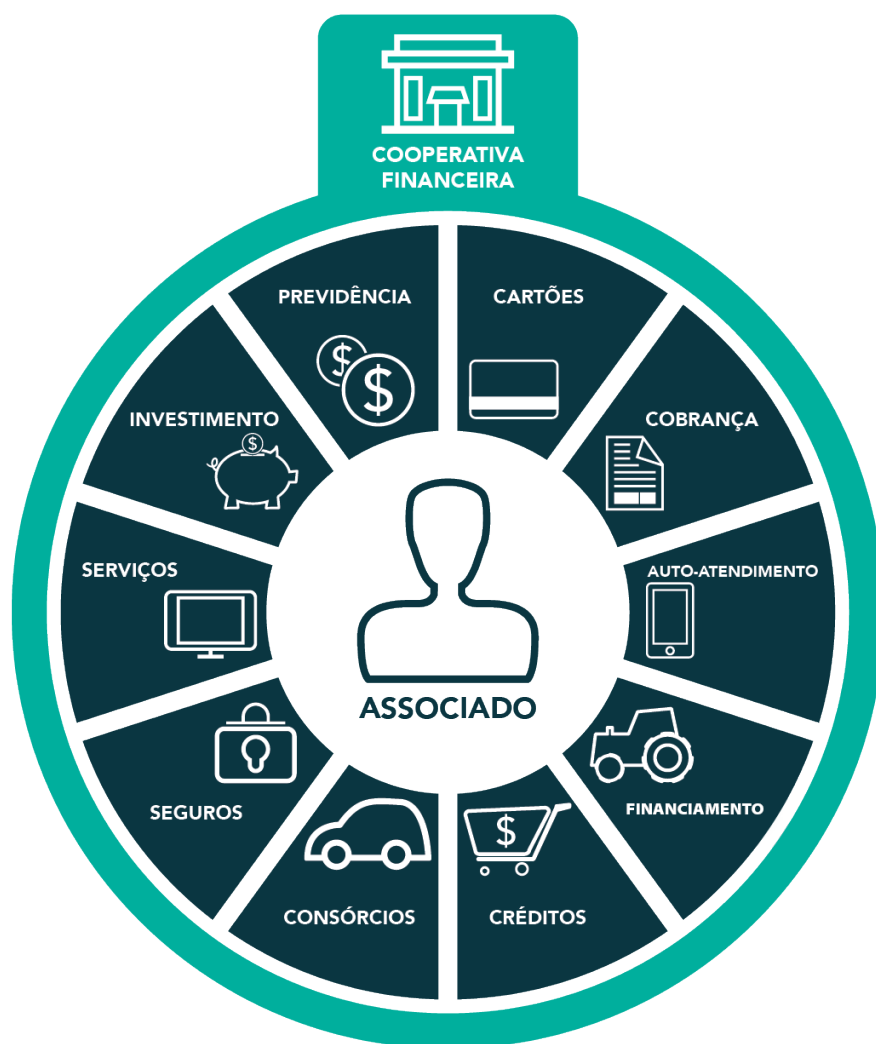 COOPERATIVA
FINANCEIRA
PREVIDÊNCIA
CARTÕES
INVESTIMENTO
COBRANÇA
SERVIÇOS
AUTO-ATENDIMENTO
ASSOCIADO
SEGUROS
FINANCIAMENTO
CONSÓRCIOS
CRÉDITOS